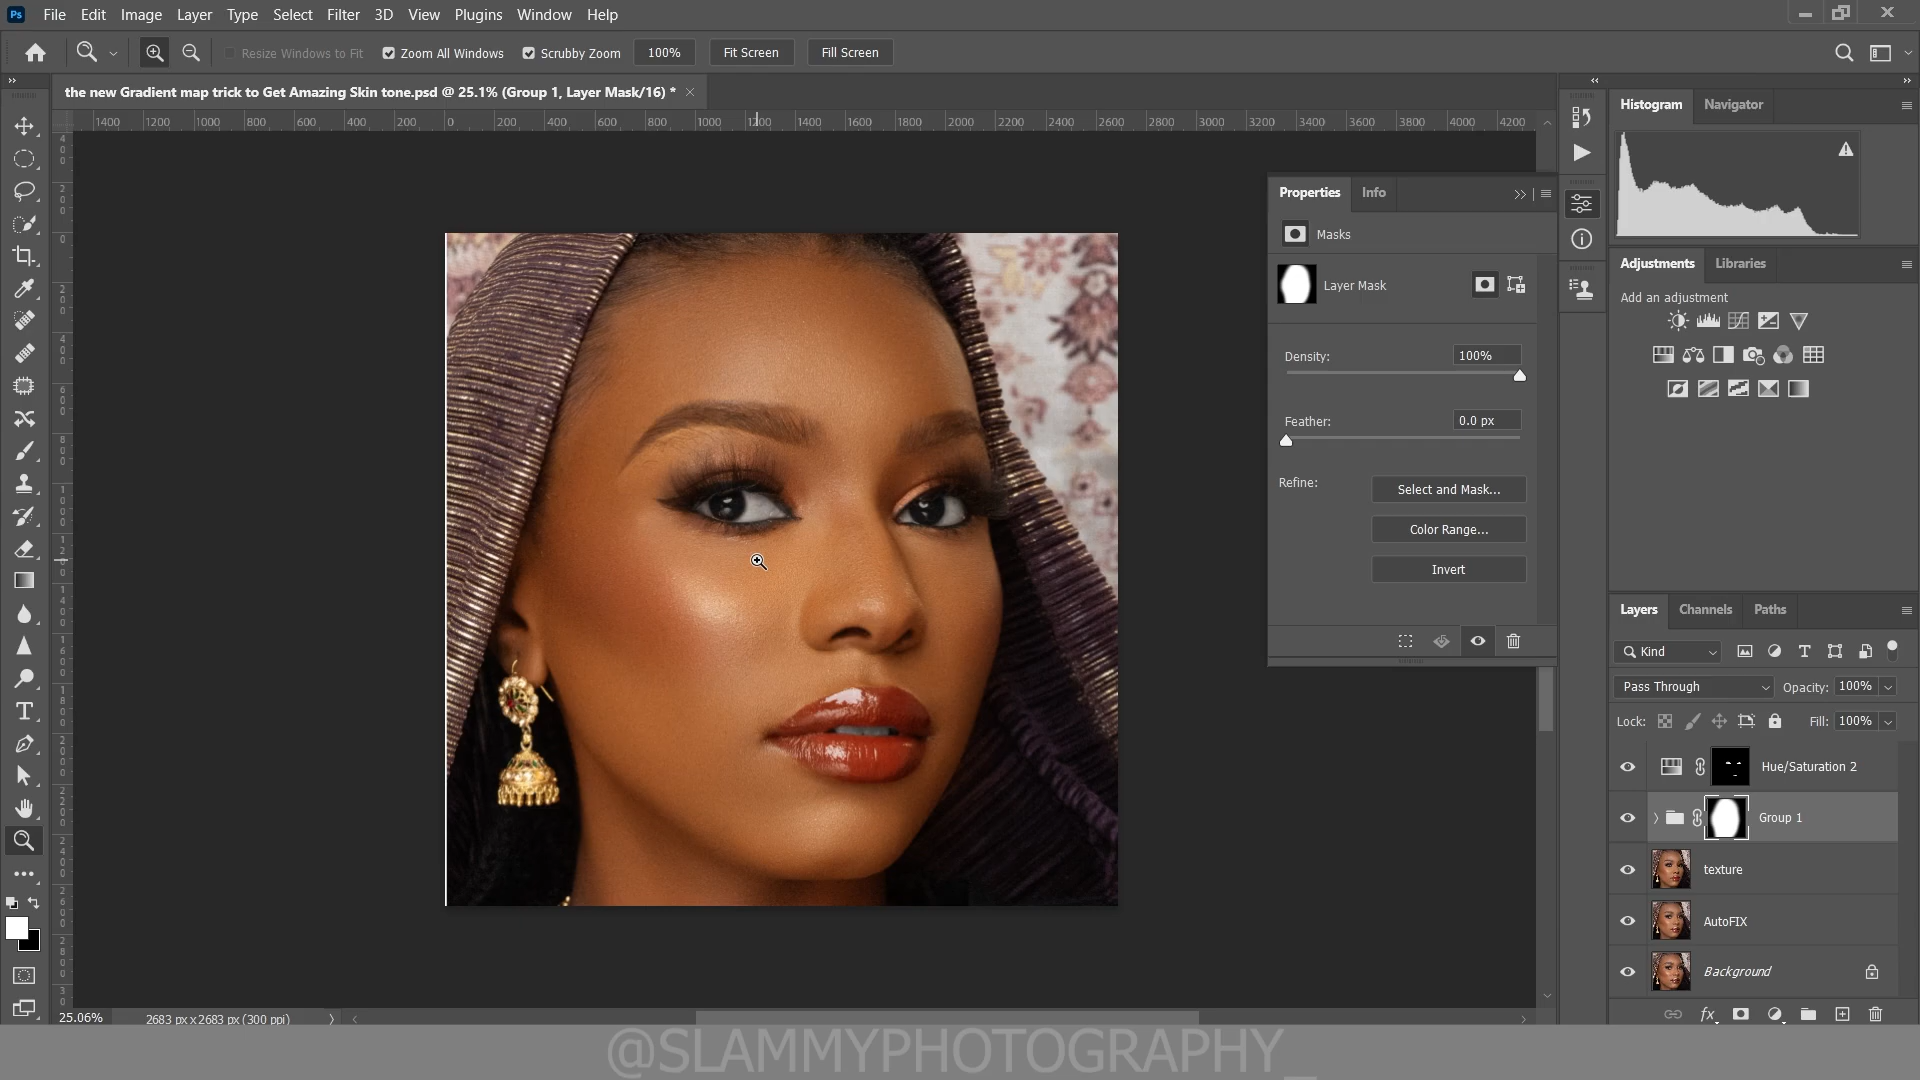 Ps File Edit Image Layer Type Select Filter 3D View Plugins Window Help
Resize Windows to Fit Zoom All Windows Scrubby Zoom 100% Fit Screen Fill Screen
the new Gradient map trick to Get Amazing Skin tone.psd @ 25.1% (Group 1, Layer Mask/16) *
1400 1200 1000 800 600 400 200 0 200 400 600 800 1000 1200 1400 1600 1800 2000 2200 2400 2600 2800 3000 3200 3400 3600 3800 4000 4200
Histogram Navigator
Properties Info
Masks
Layer Mask
Density: 100%
Feather: 0.0 px
Refine: Select and Mask...
Color Range...
Invert
Adjustments Libraries
Add an adjustment
Layers Channels Paths
Kind
Pass Through Opacity: 100%
Lock: Fill: 100%
Hue/Saturation 2
Group 1
texture
AutoFIX
Background
fx
25.06% 2683 px x 2683 px (300 ppi)
@SLAMMYPHOTOGRAPHY_